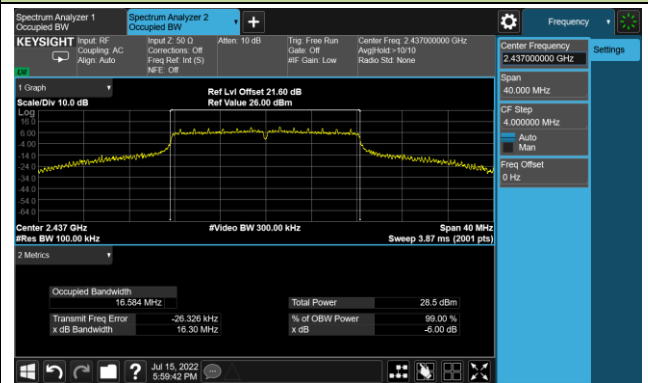 Spectrum Analyzer 1
Occupied BW
Spectrum Analyzer 2
Occupied BW
Frequency
KEYSIGHT
Input: RF
Coupling: AC
Align: Auto
Input Z: 50 Ω
Corrections: Off
Freq Ref: Int (S)
NFE: Off
Atten: 10 dB
Trig: Free Run
Gate: Off
#IF Gain: Low
Center Freq: 2.437000000 GHz
Avg|Hold:>10/10
Radio Std: None
Center Frequency
2.437000000 GHz
Settings
Span
40.000 MHz
CF Step
4.000000 MHz
Auto
Man
Freq Offset
0 Hz
1 Graph
Scale/Div 10.0 dB
Ref Lvl Offset 21.60 dB
Ref Value 26.00 dBm
Log
16.0
6.00
-4.00
-14.0
-24.0
-34.0
-44.0
-54.0
-64.0
Center 2.437 GHz
#Video BW 300.00 kHz
Span 40 MHz
#Res BW 100.00 kHz
Sweep 3.87 ms (2001 pts)
2 Metrics
Occupied Bandwidth
16.584 MHz
Total Power 28.5 dBm
Transmit Freq Error -26.326 kHz
% of OBW Power 99.00 %
x dB Bandwidth 16.30 MHz
x dB -6.00 dB
Jul 15, 2022
5:59:42 PM